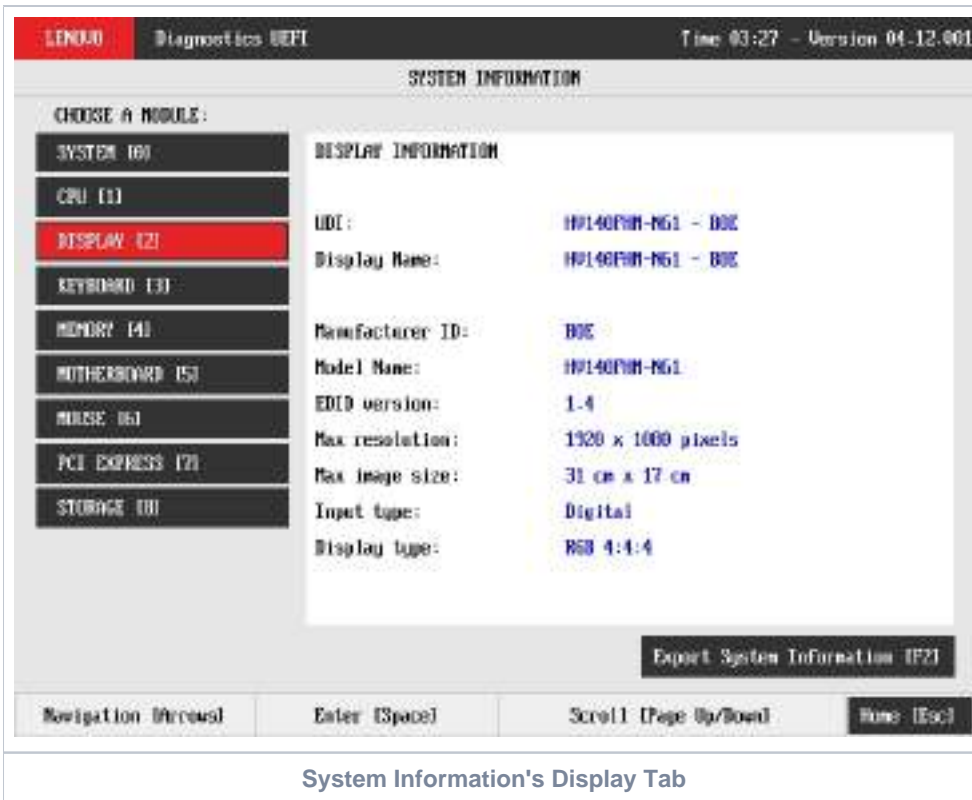 LENOVO Diagnostics UEFI Time 03:27 - Version 04.12.001
SYSTEM INFORMATION
CHOOSE A MODULE:
SYSTEM [0]
CPU [1]
DISPLAY [2]
KEYBOARD [3]
MEMORY [4]
MOTHERBOARD [5]
MOUSE [6]
PCI EXPRESS [7]
STORAGE [8]
DISPLAY INFORMATION
UDI: HV140FHM-N61 - BOE
Display Name: HV140FHM-N61 - BOE
Manufacturer ID: BOE
Model Name: HV140FHM-N61
EDID version: 1.4
Max resolution: 1920 x 1080 pixels
Max image size: 31 cm x 17 cm
Input type: Digital
Display type: RGB 4:4:4
Export System Information [F2]
Navigation [Arrows] Enter [Space] Scroll [Page Up/Down] Home [Esc]
System Information's Display Tab